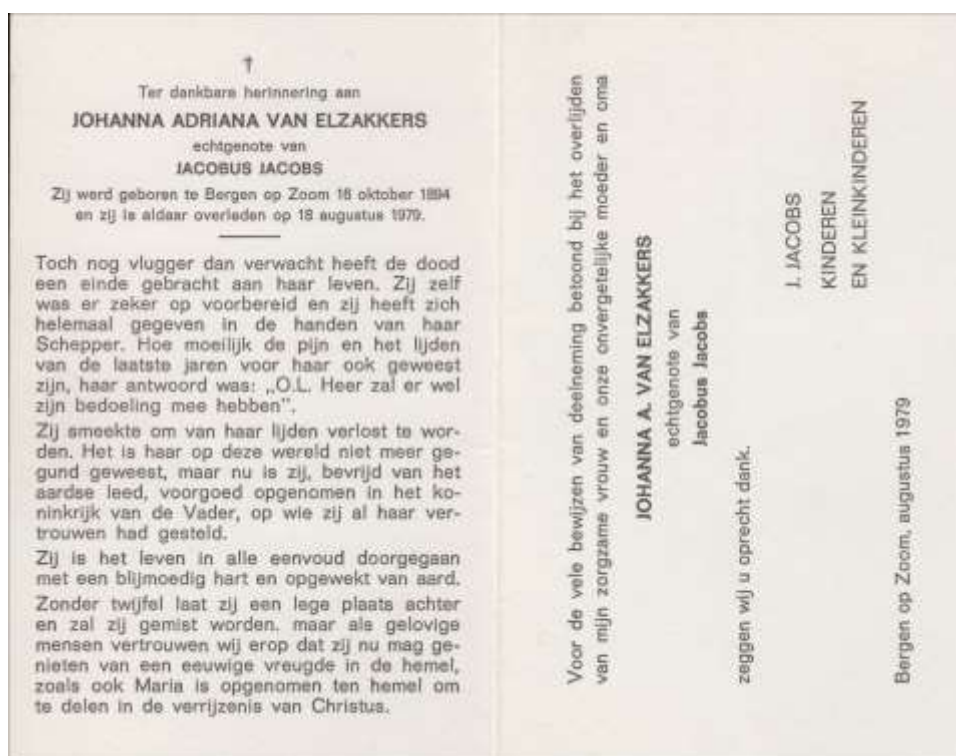 †
Ter dankbare herinnering aan
JOHANNA ADRIANA VAN ELZAKKERS
echtgenote van
JACOBUS JACOBS
Zij werd geboren te Bergen op Zoom 16 oktober 1894
en zij is aldaar overleden op 18 augustus 1979.
Toch nog vlugger dan verwacht heeft de dood
een einde gebracht aan haar leven. Zij zelf
was er zeker op voorbereid en zij heeft zich
helemaal gegeven in de handen van haar
Schepper. Hoe moeilijk de pijn en het lijden
van de laatste jaren voor haar ook geweest
zijn, haar antwoord was: „O.L. Heer zal er wel
zijn bedoeling mee hebben”.
Zij smeekte om van haar lijden verlost te wor-
den. Het is haar op deze wereld niet meer ge-
gund geweest, maar nu is zij, bevrijd van het
aardse leed, voorgoed opgenomen in het ko-
ninkrijk van de Vader, op wie zij al haar ver-
trouwen had gesteld.
Zij is het leven in alle eenvoud doorgegaan
met een blijmoedig hart en opgewekt van aard.
Zonder twijfel laat zij een lege plaats achter
en zal zij gemist worden. maar als gelovige
mensen vertrouwen wij erop dat zij nu mag ge-
nieten van een eeuwige vreugde in de hemel,
zoals ook Maria is opgenomen ten hemel om
te delen in de verrijzenis van Christus.
Voor de vele bewijzen van deelneming betoond bij het overlijden
van mijn zorgzame vrouw en onze onvergetelijke moeder en oma
JOHANNA A. VAN ELZAKKERS
echtgenote van
Jacobus Jacobs
zeggen wij u oprecht dank.
J. JACOBS
KINDEREN
EN KLEINKINDEREN
Bergen op Zoom, augustus 1979